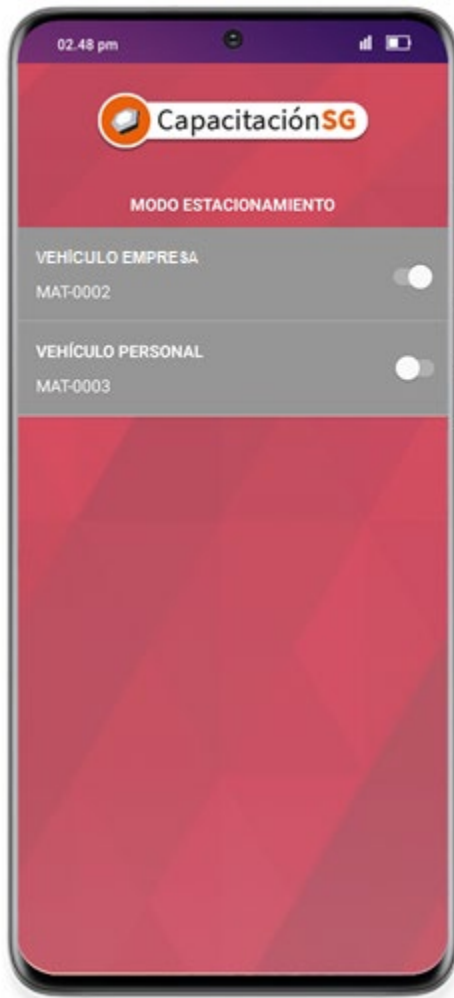 02.48 pm
CapacitaciónSG
MODO ESTACIONAMIENTO
VEHÍCULO EMPRESA
MAT-0002
VEHÍCULO PERSONAL
MAT-0003